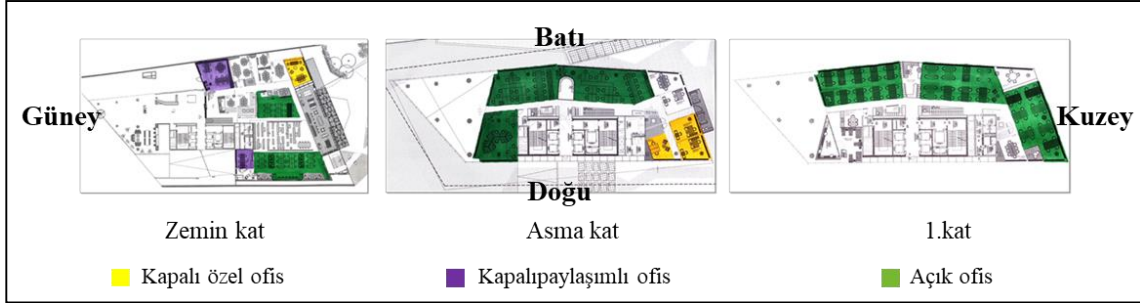 Batı
Güney
Kuzey
Doğu
Zemin kat
Asma kat
1.kat
Kapalı özel ofis
Kapalıpaylaşımlı ofis
Açık ofis